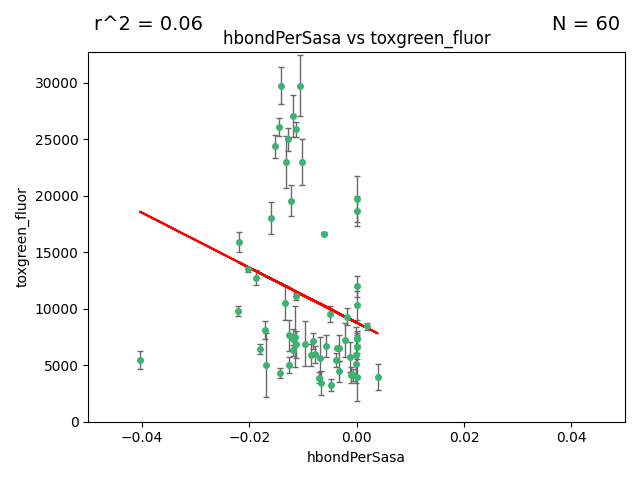 r^2 = 0.06
N = 60
hbondPerSasa vs toxgreen_fluor
30000
25000
20000
15000
10000
5000
0
toxgreen_fluor
−0.04
−0.02
0.00
0.02
0.04
hbondPerSasa